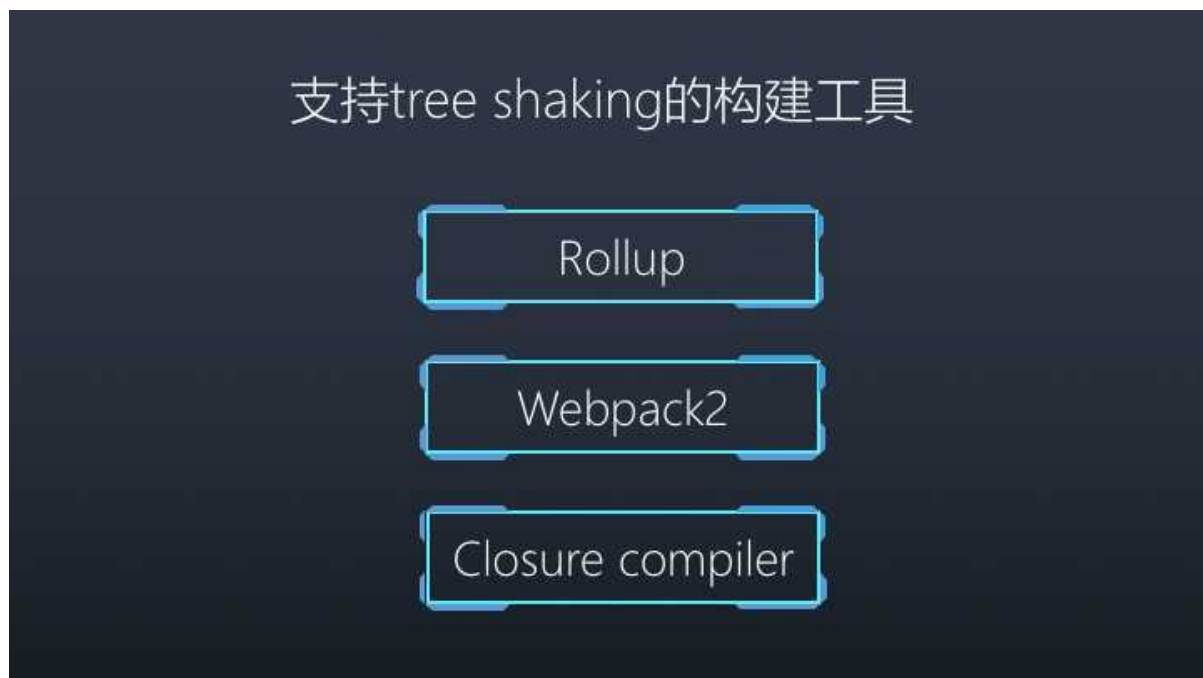 支持tree shaking的构建工具
Rollup
Webpack2
Closure compiler